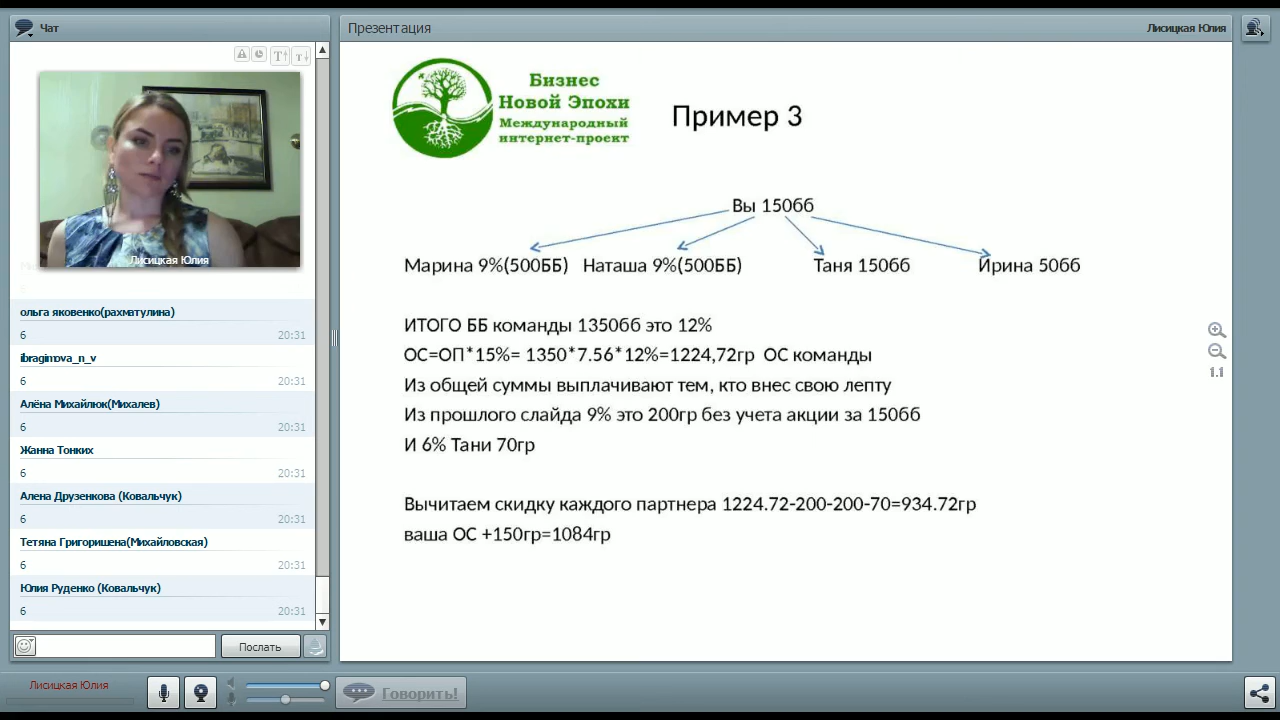 Чат
Презентация
Лисицкая Юлия
Лисицкая Юлия
ольга яковенко(рахматулина)
6 20:31
ibragimova_n_v
6 20:31
Алёна Михайлюк(Михалев)
6 20:31
Жанна Тонких
6 20:31
Алена Друзенкова (Ковальчук)
6 20:31
Тетяна Григоришена(Михайловская)
6 20:31
Юлия Руденко (Ковальчук)
6 20:31
Послать
Лисицкая Юлия
Говорить!
Бизнес
Новой Эпохи
Международный
интернет-проект
Пример 3
Вы 150бб
Марина 9%(500ББ) Наташа 9%(500ББ) Таня 150бб Ирина 50бб
ИТОГО ББ команды 1350бб это 12%
ОС=ОП*15%= 1350*7.56*12%=1224,72гр ОС команды
Из общей суммы выплачивают тем, кто внес свою лепту
Из прошлого слайда 9% это 200гр без учета акции за 150бб
И 6% Тани 70гр
Вычитаем скидку каждого партнера 1224.72-200-200-70=934.72гр
ваша ОС +150гр=1084гр
1.1